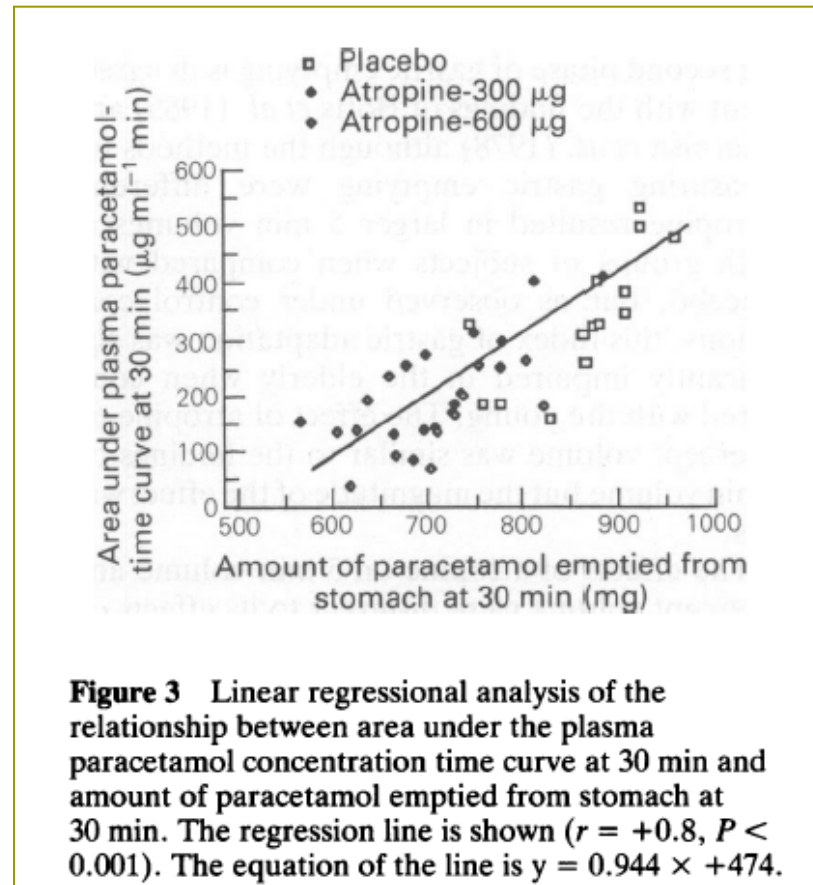 Placebo
Atropine-300 µg
Atropine-600 µg
Area under plasma paracetamol-
time curve at 30 min (µg ml⁻¹ min)
600
500
400
300
200
100
0
500 600 700 800 900 1000
Amount of paracetamol emptied from
stomach at 30 min (mg)
Figure 3 Linear regressional analysis of the
relationship between area under the plasma
paracetamol concentration time curve at 30 min and
amount of paracetamol emptied from stomach at
30 min. The regression line is shown (r = +0.8, P <
0.001). The equation of the line is y = 0.944 × +474.